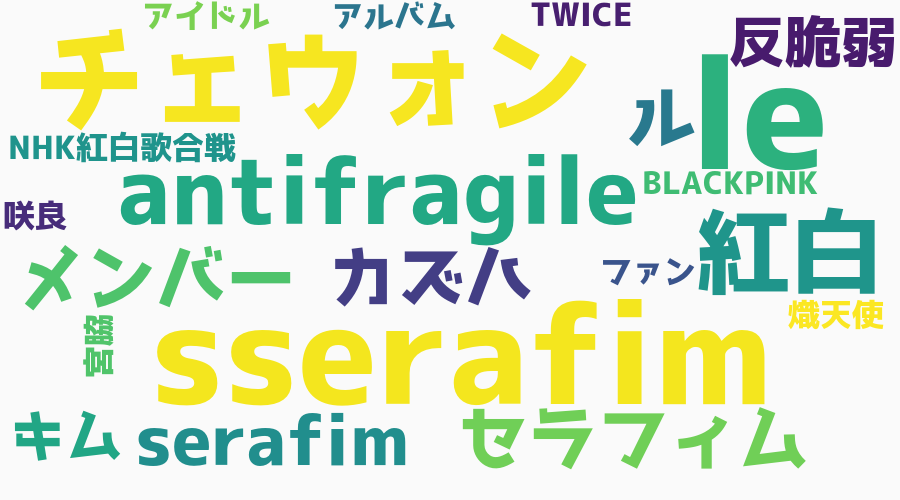 アイドル
アルバム
TWICE
反脆弱
チェウォン
le
ル
NHK紅白歌合戦
antifragile
BLACKPINK
咲良
紅白
メンバー
カズハ
ファン
熾天使
宮脇
sserafim
キム
serafim
セラフィム